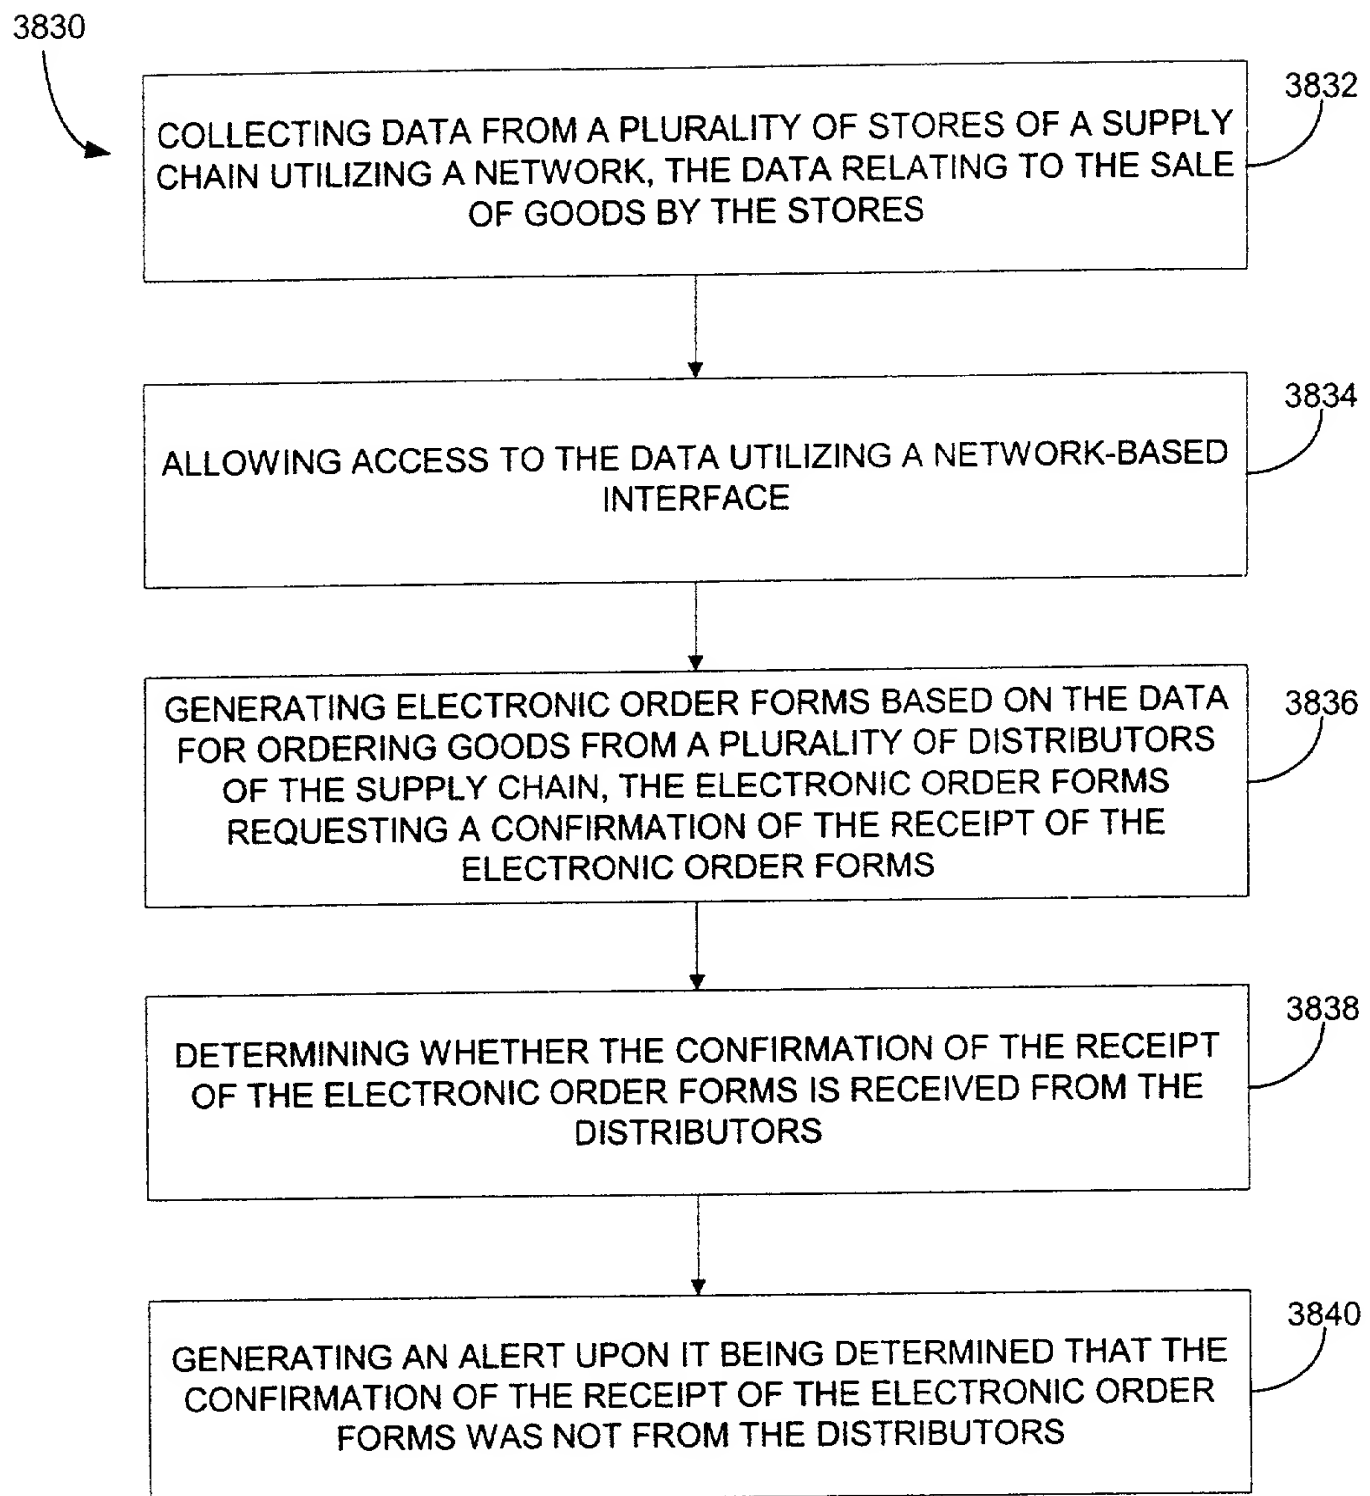 3830
3832
COLLECTING DATA FROM A PLURALITY OF STORES OF A SUPPLY
CHAIN UTILIZING A NETWORK, THE DATA RELATING TO THE SALE
OF GOODS BY THE STORES
3834
ALLOWING ACCESS TO THE DATA UTILIZING A NETWORK-BASED
INTERFACE
3836
GENERATING ELECTRONIC ORDER FORMS BASED ON THE DATA
FOR ORDERING GOODS FROM A PLURALITY OF DISTRIBUTORS
OF THE SUPPLY CHAIN, THE ELECTRONIC ORDER FORMS
REQUESTING A CONFIRMATION OF THE RECEIPT OF THE
ELECTRONIC ORDER FORMS
3838
DETERMINING WHETHER THE CONFIRMATION OF THE RECEIPT
OF THE ELECTRONIC ORDER FORMS IS RECEIVED FROM THE
DISTRIBUTORS
3840
GENERATING AN ALERT UPON IT BEING DETERMINED THAT THE
CONFIRMATION OF THE RECEIPT OF THE ELECTRONIC ORDER
FORMS WAS NOT FROM THE DISTRIBUTORS